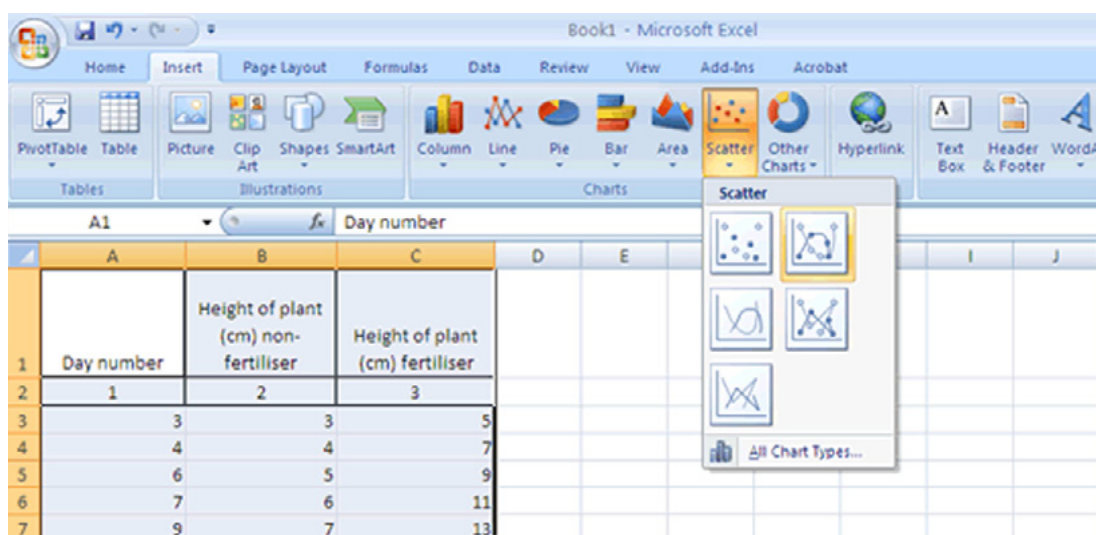 Book1 - Microsoft Excel
Home Insert Page Layout Formulas Data Review View Add-Ins Acrobat
PivotTable Table Picture Clip Art Shapes SmartArt Column Line Pie Bar Area Scatter Other Charts Hyperlink Text Box Header & Footer
Tables Illustrations Charts
Scatter
A1 fx Day number
A B C D E I J
1 Day number Height of plant (cm) non-fertiliser Height of plant (cm) fertiliser
2 1 2 3
3 3 3 5
4 4 4 7
All Chart Types...
5 6 5 9
6 7 6 11
7 9 7 13